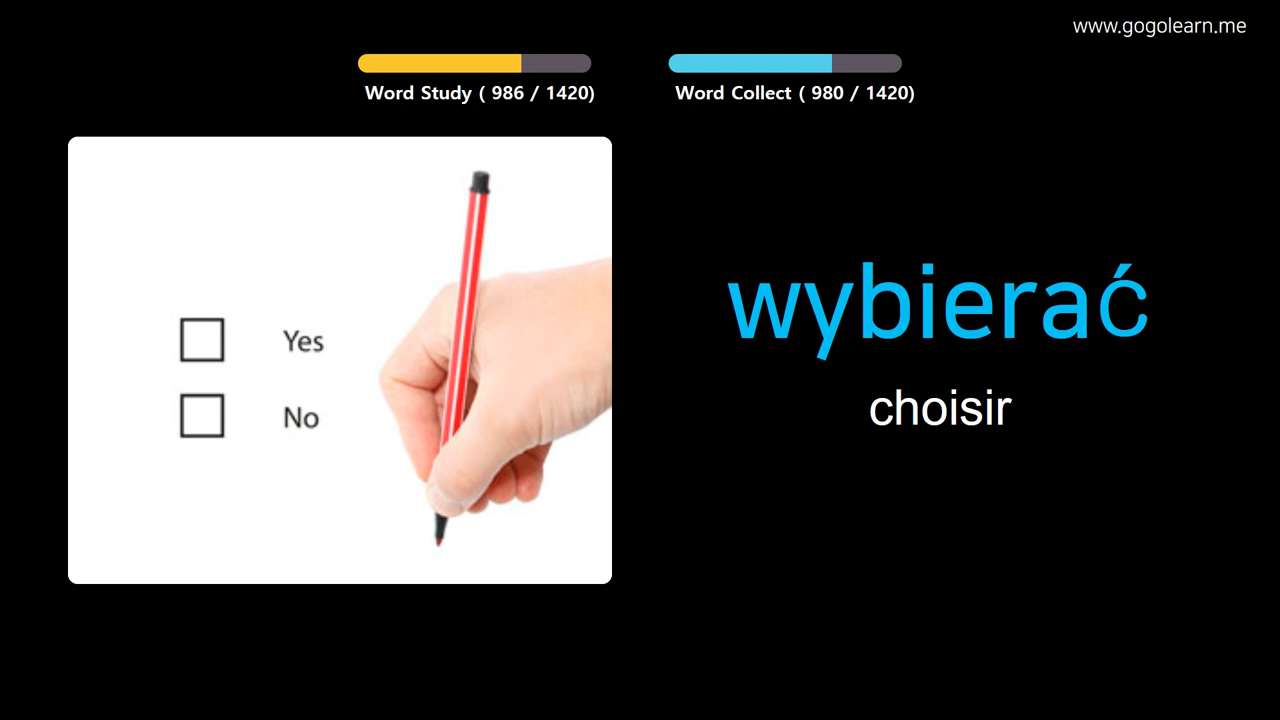 www.gogolearn.me
Word Study ( 986 / 1420)
Word Collect ( 980 / 1420)
Yes
No
wybierać
choisir